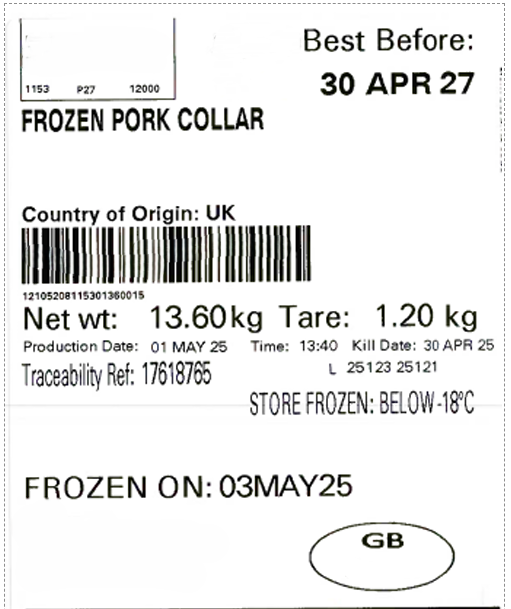 1153 P27 12000
Best Before:
30 APR 27
FROZEN PORK COLLAR
Country of Origin: UK
12105208115301360015
Net wt: 13.60kg Tare: 1.20 kg
Production Date: 01 MAY 25 Time: 13:40 Kill Date: 30 APR 25
Traceability Ref: 17618765 L 25123 25121
STORE FROZEN: BELOW -18°C
FROZEN ON: 03MAY25
GB